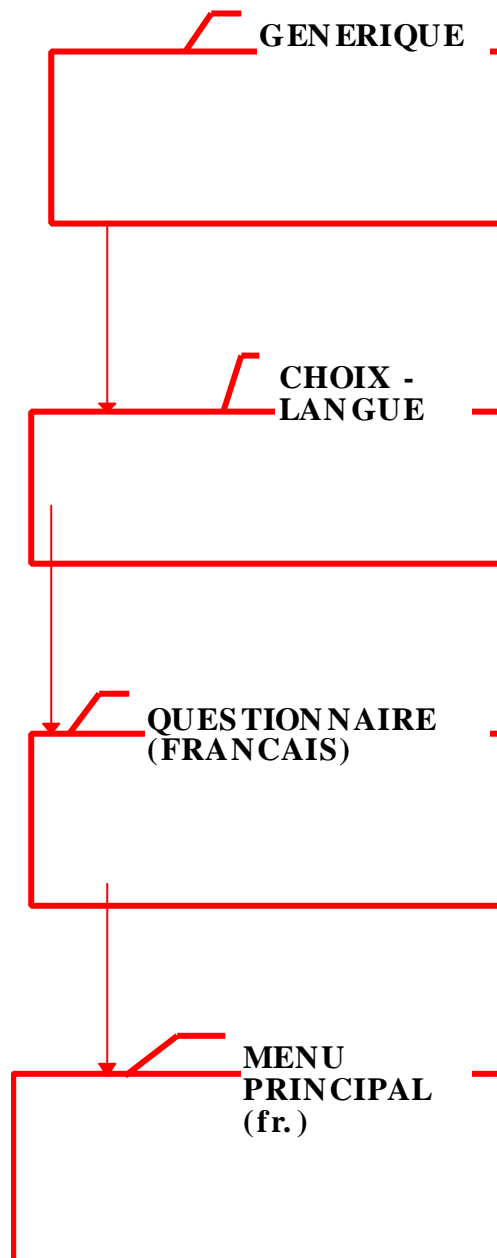 GENERIQUE
CHOIX -
LANGUE
QUESTIONNAIRE
(FRANCAIS)
MENU
PRINCIPAL
(fr.)